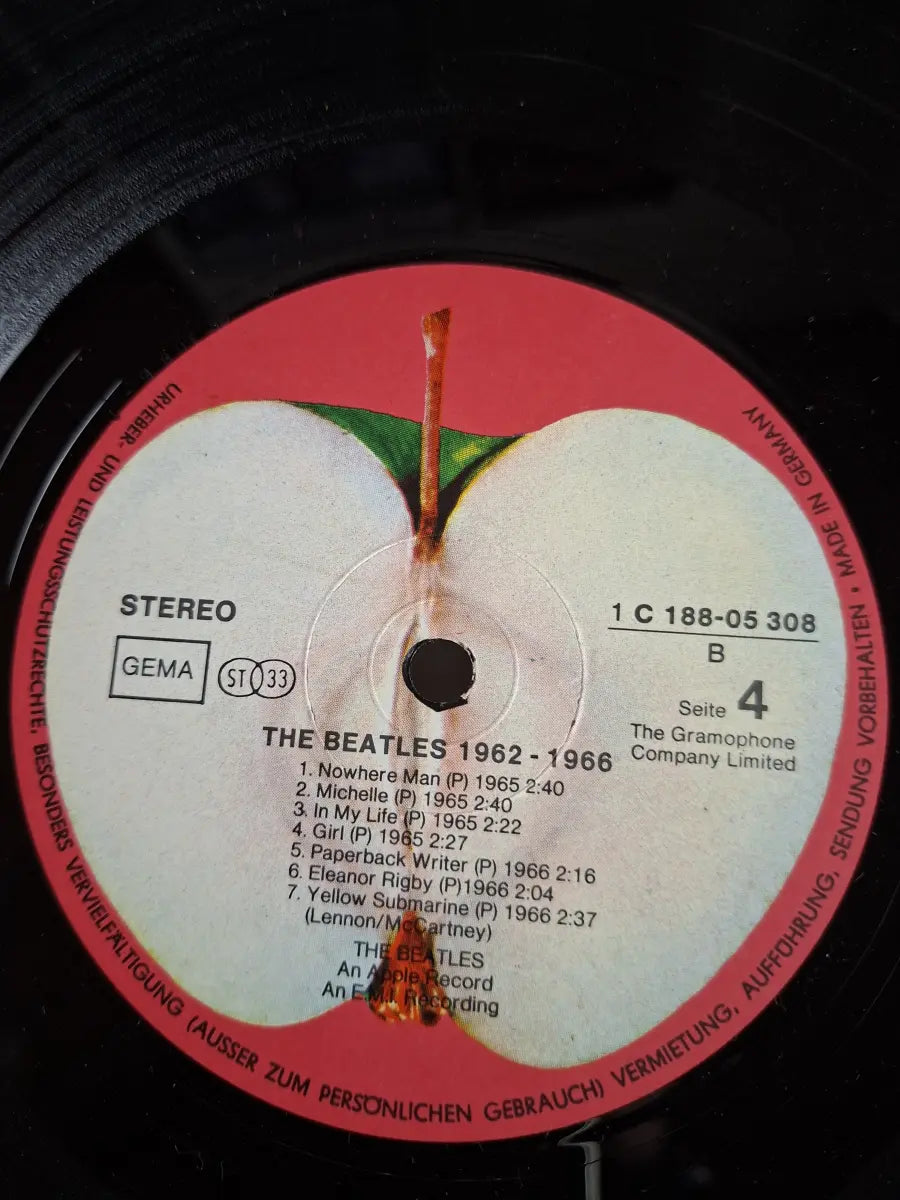 STEREO
GEMA
ST 33
1 C 188-05 308
B
Seite 4
The Gramophone
Company Limited
THE BEATLES 1962 - 1966
1. Nowhere Man (P) 1965 2:40
2. Michelle (P) 1965 2:40
3. In My Life (P) 1965 2:22
4. Girl (P) 1965 2:27
5. Paperback Writer (P) 1966 2:16
6. Eleanor Rigby (P)1966 2:04
7. Yellow Submarine (P) 1966 2:37
(Lennon/McCartney)
THE BEATLES
An Apple Record
An E.M.I. Recording
URHEBER- UND LEISTUNGSSCHUTZRECHTE, BESONDERS VERVIELFÄLTIGUNG (AUSSER ZUM PERSÖNLICHEN GEBRAUCH) VERMIETUNG, AUFFÜHRUNG, SENDUNG VORBEHALTEN • MADE IN GERMANY